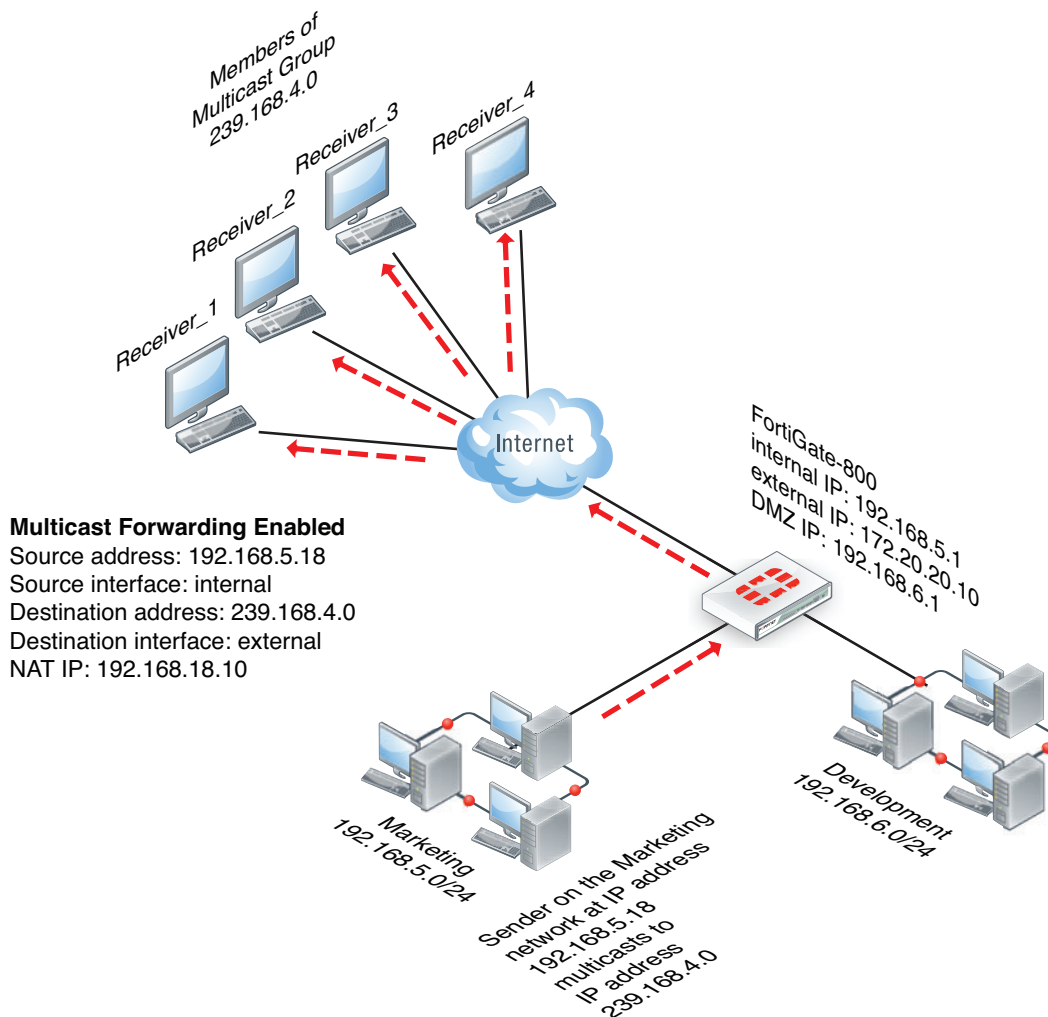 Members of
Multicast Group
239.168.4.0
Receiver_4
Receiver_3
Receiver_2
Receiver_1
Internet
FortiGate-800
internal IP: 192.168.5.1
external IP: 172.20.20.10
DMZ IP: 192.168.6.1
Multicast Forwarding Enabled
Source address: 192.168.5.18
Source interface: internal
Destination address: 239.168.4.0
Destination interface: external
NAT IP: 192.168.18.10
Marketing
192.168.5.0/24
Development
192.168.6.0/24
Sender on the Marketing
network at IP address
192.168.5.18
multicasts to
IP address
239.168.4.0